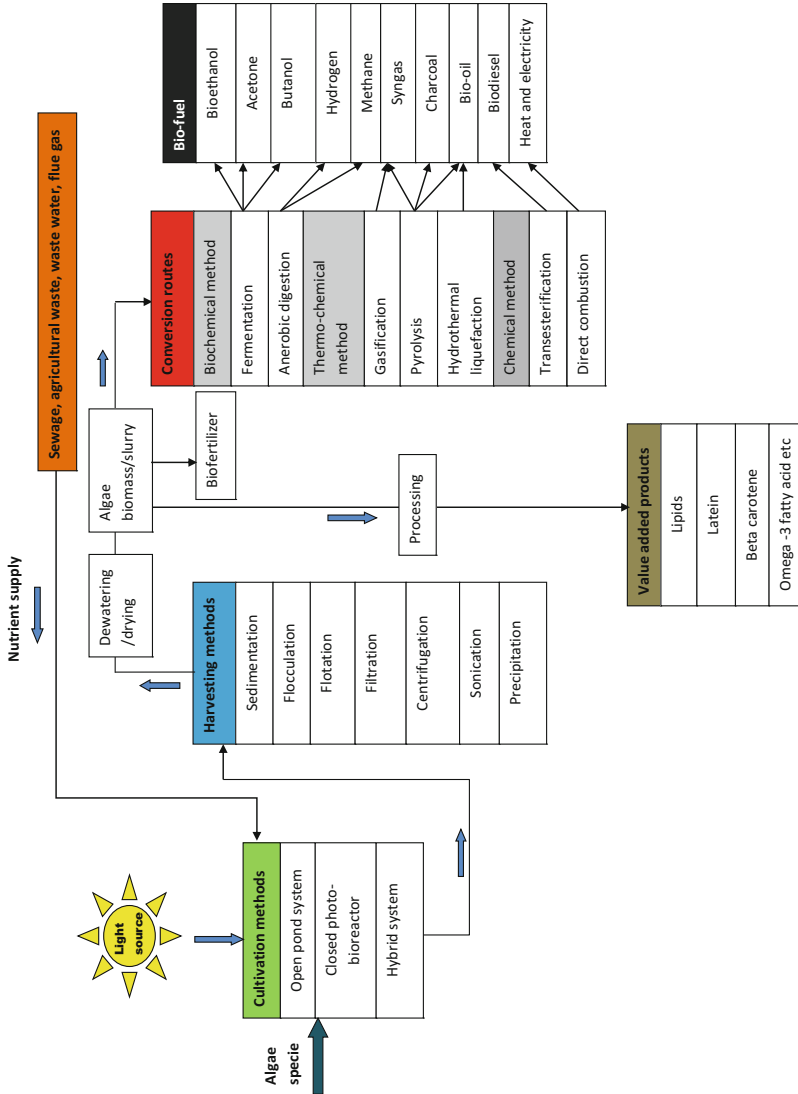 Sewage, agricultural waste, waste water, flue gas
Nutrient supply
Light
source
Algae
specie
Cultivation methods
Open pond system
Closed photo-
bioreactor
Hybrid system
Harvesting methods
Sedimentation
Flocculation
Flotation
Filtration
Centrifugation
Sonication
Precipitation
Dewatering
/drying
Algae
biomass/slurry
Biofertilizer
Processing
Value added products
Lipids
Latein
Beta carotene
Omega -3 fatty acid etc
Conversion routes
Biochemical method
Fermentation
Anerobic digestion
Thermo-chemical
method
Gasification
Pyrolysis
Hydrothermal
liquefaction
Chemical method
Transesterification
Direct combustion
Bio-fuel
Bioethanol
Acetone
Butanol
Hydrogen
Methane
Syngas
Charcoal
Bio-oil
Biodiesel
Heat and electricity